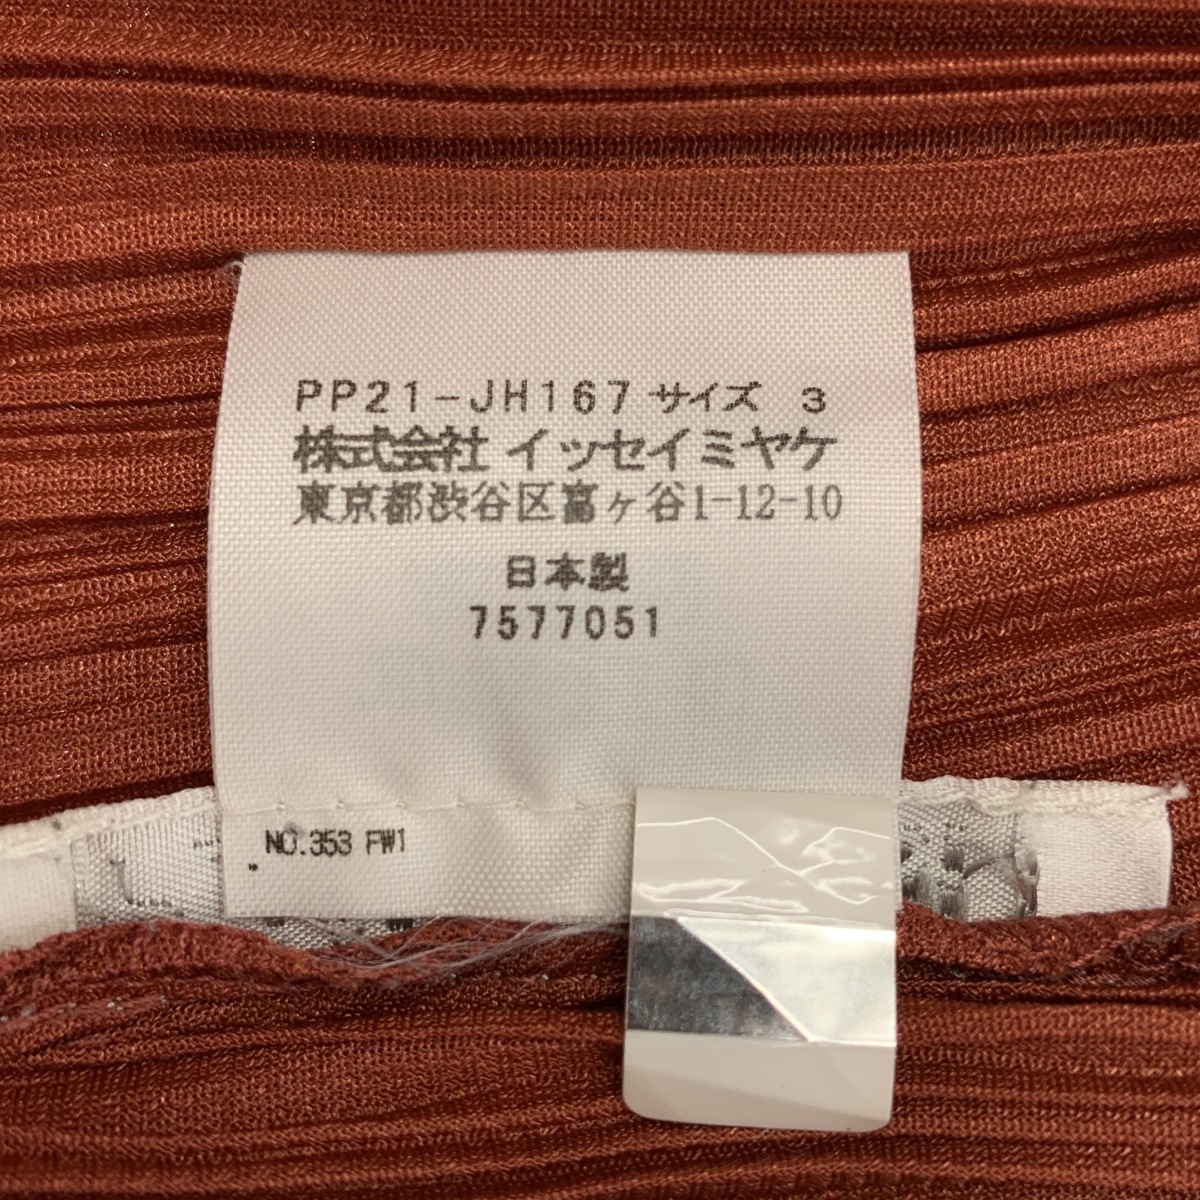 PP21-JH167 サイズ 3
株式会社 イッセイミヤケ
東京都渋谷区富ヶ谷1-12-10
日本製
7577051
NO.353 FW1